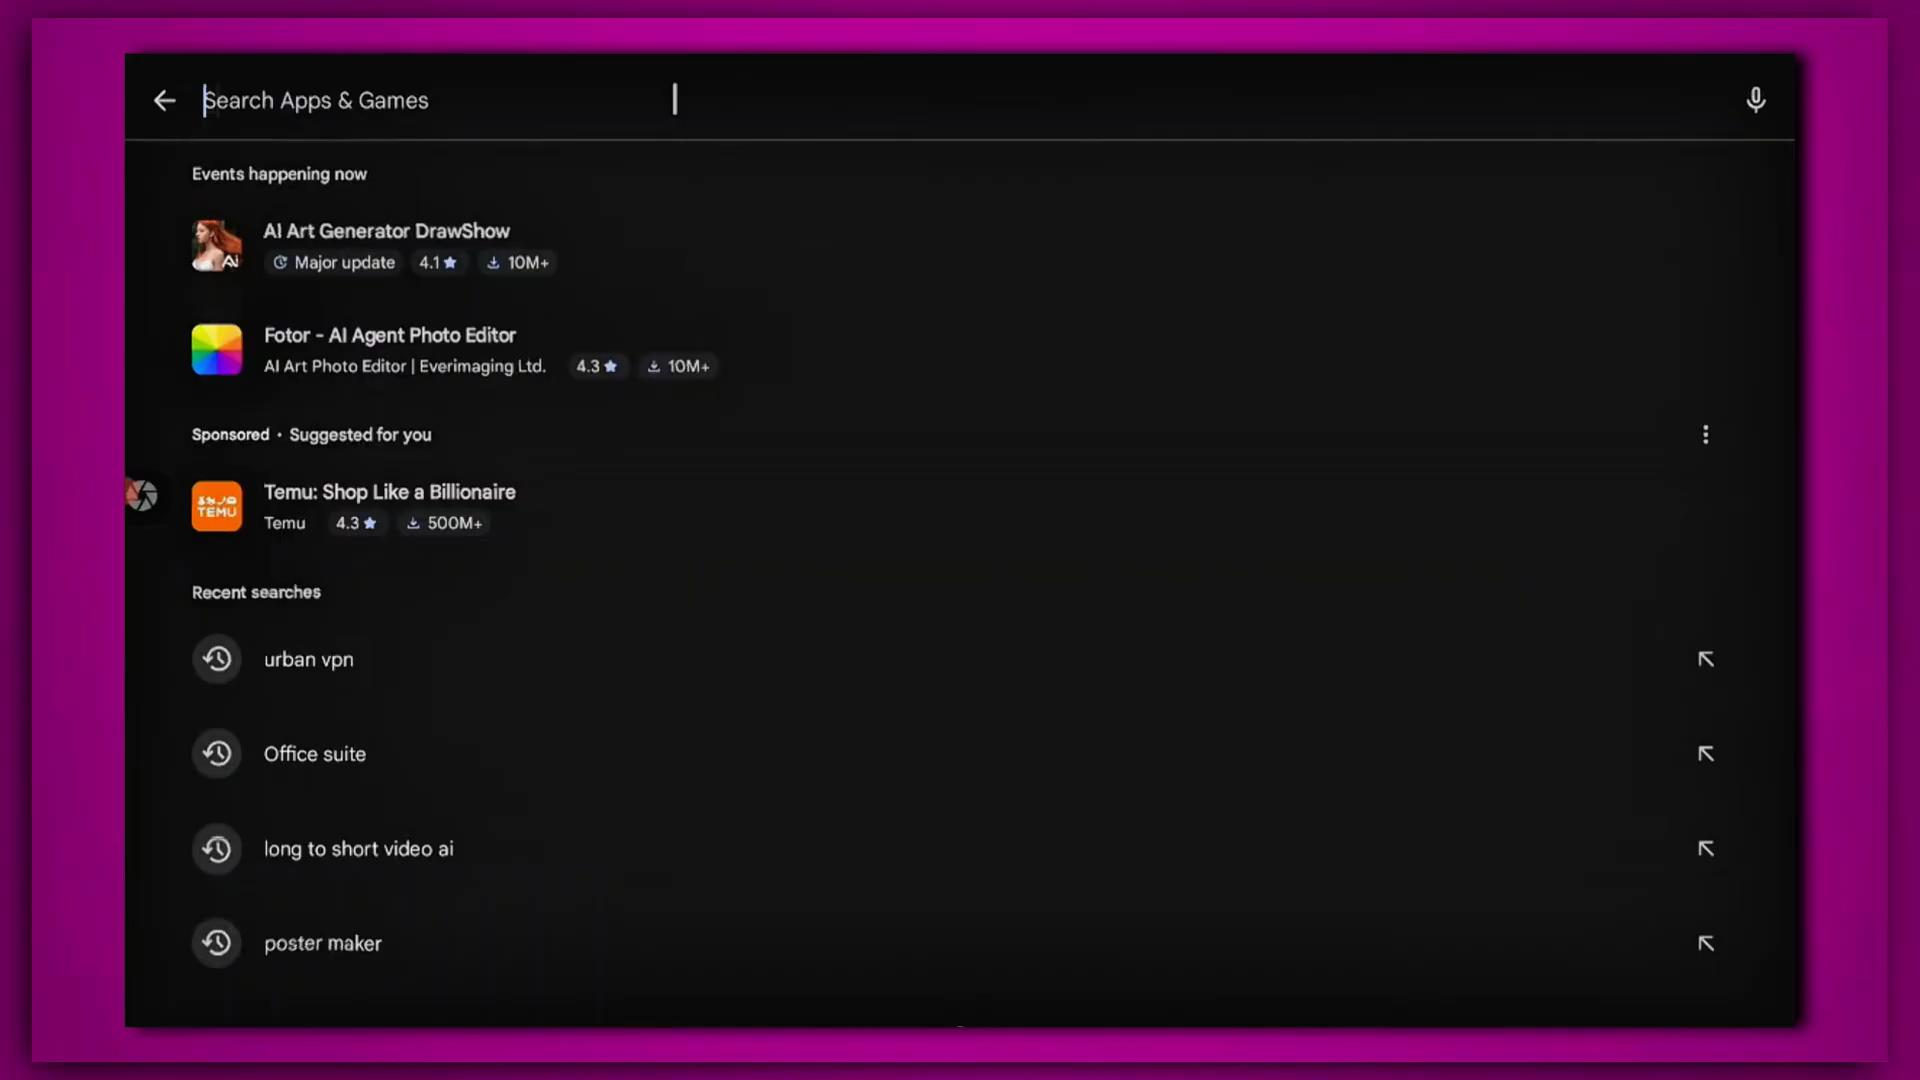 Search Apps & Games
Events happening now
AI Art Generator DrawShow
Major update 4.1★ 10M+
Fotor - AI Agent Photo Editor
AI Art Photo Editor | Everimaging Ltd. 4.3★ 10M+
Sponsored • Suggested for you
Temu: Shop Like a Billionaire
Temu 4.3★ 500M+
Recent searches
urban vpn
Office suite
long to short video ai
poster maker
Ai
TEMU